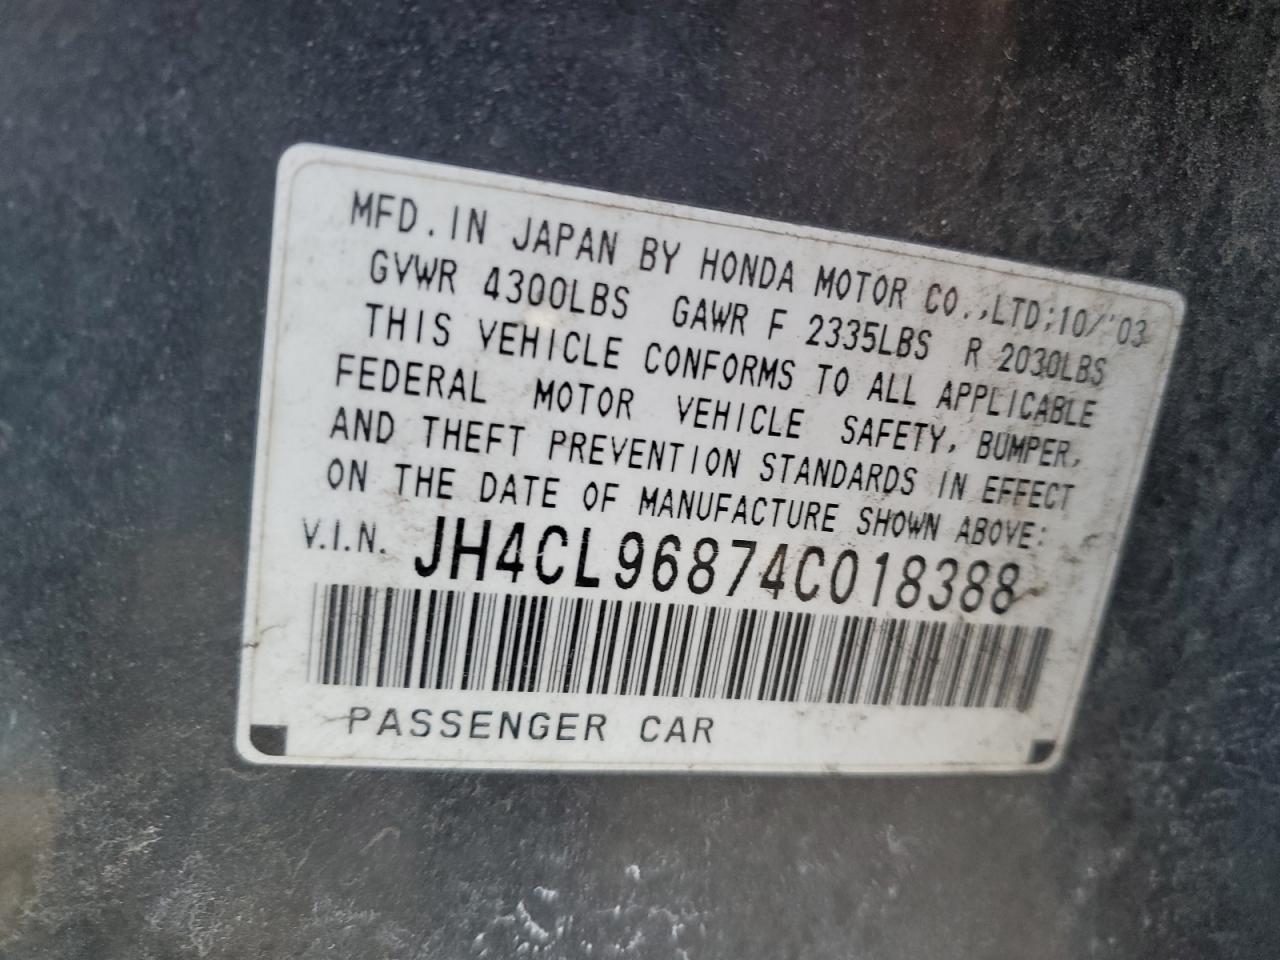 MFD. IN JAPAN BY HONDA MOTOR CO.,LTD;10/'03
GVWR 4300LBS GAWR F 2335LBS R 2030LBS
THIS VEHICLE CONFORMS TO ALL APPLICABLE
FEDERAL MOTOR VEHICLE SAFETY, BUMPER,
AND THEFT PREVENTION STANDARDS IN EFFECT
ON THE DATE OF MANUFACTURE SHOWN ABOVE:
V.I.N. JH4CL96874C018388
PASSENGER CAR